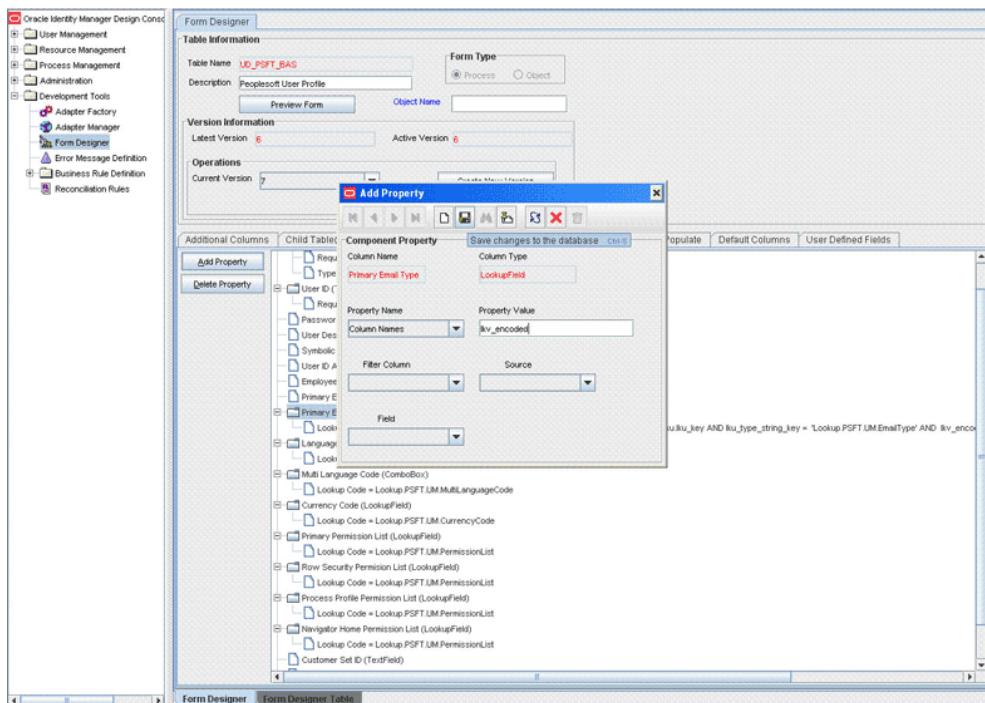 Oracle Identity Manager Design Consc
User Management
Resource Management
Process Management
Administration
Development Tools
Adapter Factory
Adapter Manager
Form Designer
Error Message Definition
Business Rule Definition
Reconciliation Rules
Form Designer
Table Information
Table Name UD_PSFT_BAS
Description Peoplesoft User Profile
Preview Form
Form Type
Process Object
Object Name
Version Information
Latest Version 6 Active Version 6
Operations
Current Version 7 Create New Version
Additional Columns Child Tables Populate Default Columns User Defined Fields
Add Property
Delete Property
Requ
Type
User ID (T
Requ
Passwor
User Des
Symbolic
User ID A
Employee
Primary E
Primary E
Looku u.lku_key AND lku_type_string_key = 'Lookup.PSFT.UM.EmailType' AND lkv_enco
Language
Looku
Multi Language Code (ComboBox)
Lookup Code = Lookup.PSFT.UM.MultiLanguageCode
Currency Code (LookupField)
Lookup Code = Lookup.PSFT.UM.CurrencyCode
Primary Permission List (LookupField)
Lookup Code = Lookup.PSFT.UM.PermissionList
Row Security Permision List (LookupField)
Lookup Code = Lookup.PSFT.UM.PermissionList
Process Profile Permission List (LookupField)
Lookup Code = Lookup.PSFT.UM.PermissionList
Navigator Home Permission List (LookupField)
Lookup Code = Lookup.PSFT.UM.PermissionList
Customer Set ID (TextField)
Add Property
Component Property
Save changes to the database Ctrl-S
Column Name Column Type
Primary Email Type LookupField
Property Name Property Value
Column Names lkv_encoded
Filter Column Source
Field
Form Designer Form Designer Table